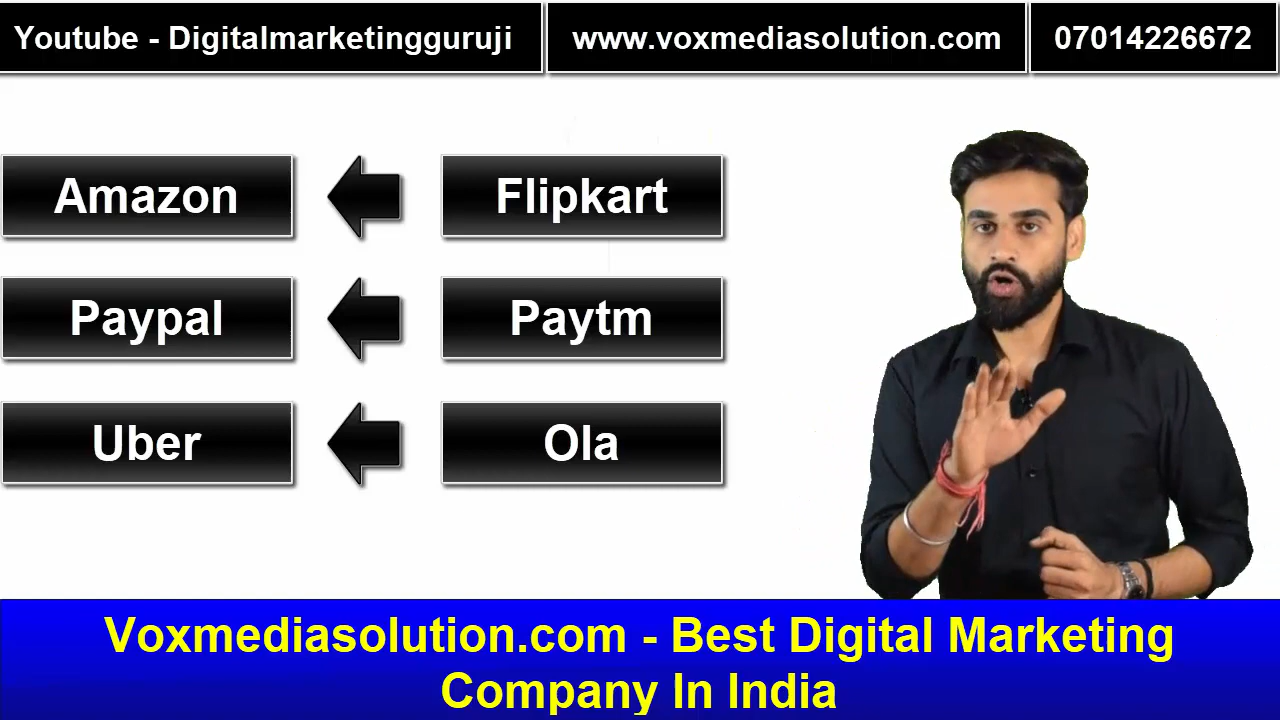 Youtube - Digitalmarketingguruji
www.voxmediasolution.com
07014226672
Amazon
Flipkart
Paypal
Paytm
Uber
Ola
Voxmediasolution.com - Best Digital Marketing
Company In India